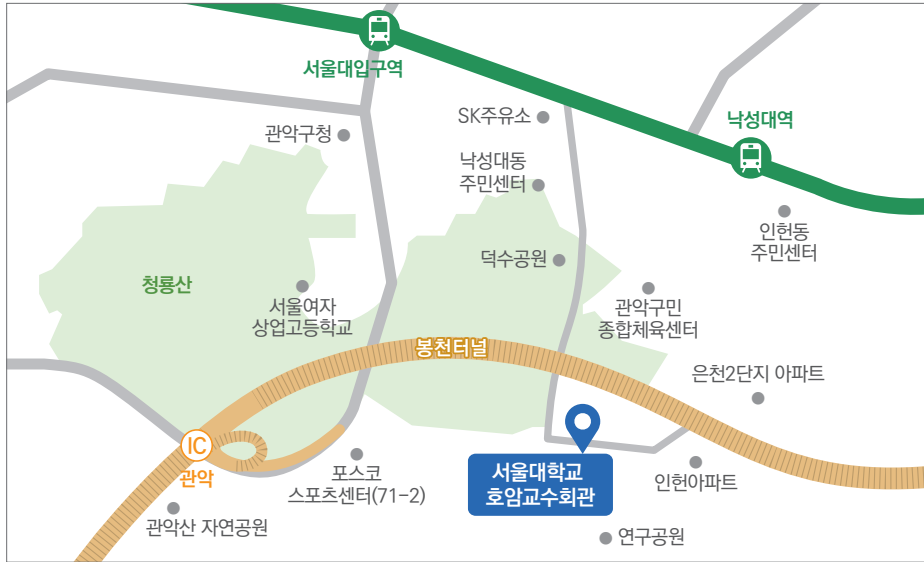 서울대입구역
SK주유소
낙성대역
관악구청
낙성대동
주민센터
인헌동
주민센터
덕수공원
청룡산
서울여자
상업고등학교
관악구민
종합체육센터
봉천터널
은천2단지 아파트
IC
관악
포스코
스포츠센터(71-2)
서울대학교
호암교수회관
인헌아파트
관악산 자연공원
연구공원